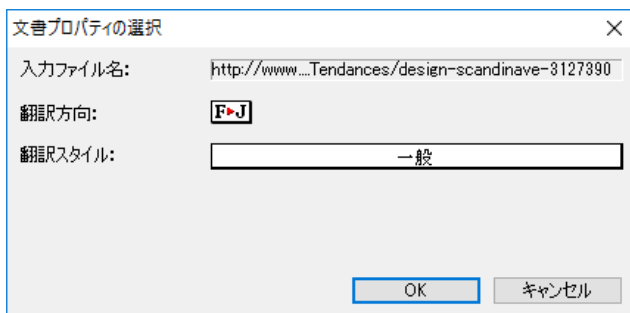 文書プロパティの選択
入力ファイル名: http://www....Tendances/design-scandinave-3127390
翻訳方向: F▸J
翻訳スタイル: 一般
OK キャンセル